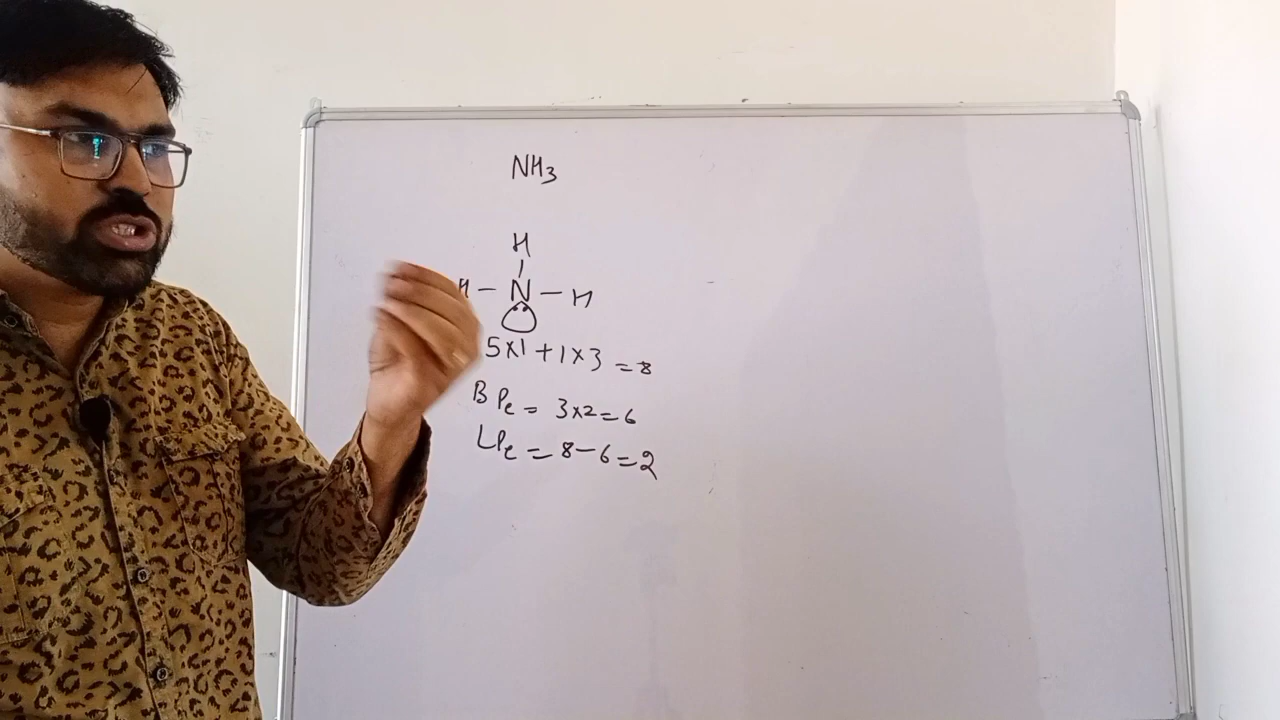 NH3
H
H - N - H
5x1 + 1x3 = 8
BPe = 3x2 = 6
LPe = 8 - 6 = 2